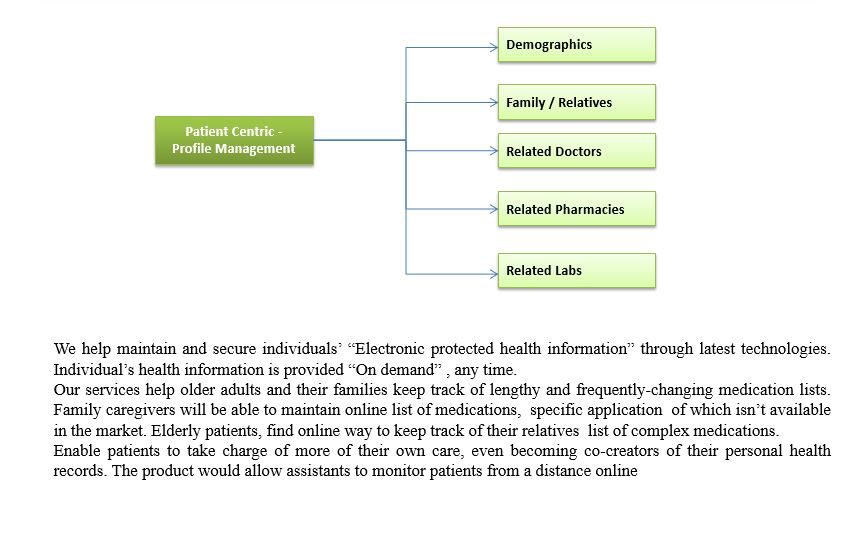 Demographics
Family / Relatives
Patient Centric -
Profile Management
Related Doctors
Related Pharmacies
Related Labs
We help maintain and secure individuals’ “Electronic protected health information” through latest technologies.
Individual’s health information is provided “On demand” , any time.
Our services help older adults and their families keep track of lengthy and frequently-changing medication lists.
Family caregivers will be able to maintain online list of medications, specific application of which isn’t available
in the market. Elderly patients, find online way to keep track of their relatives list of complex medications.
Enable patients to take charge of more of their own care, even becoming co-creators of their personal health
records. The product would allow assistants to monitor patients from a distance online